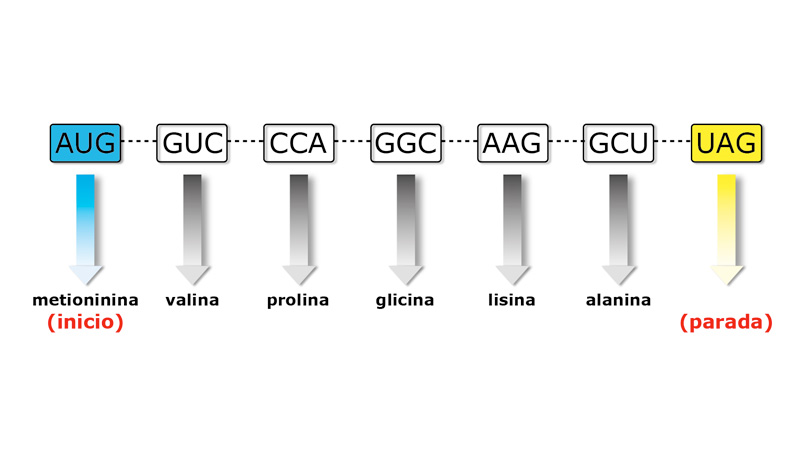 AUG GUC CCA GGC AAG GCU UAG
metioninina valina prolina glicina lisina alanina
(inicio) (parada)